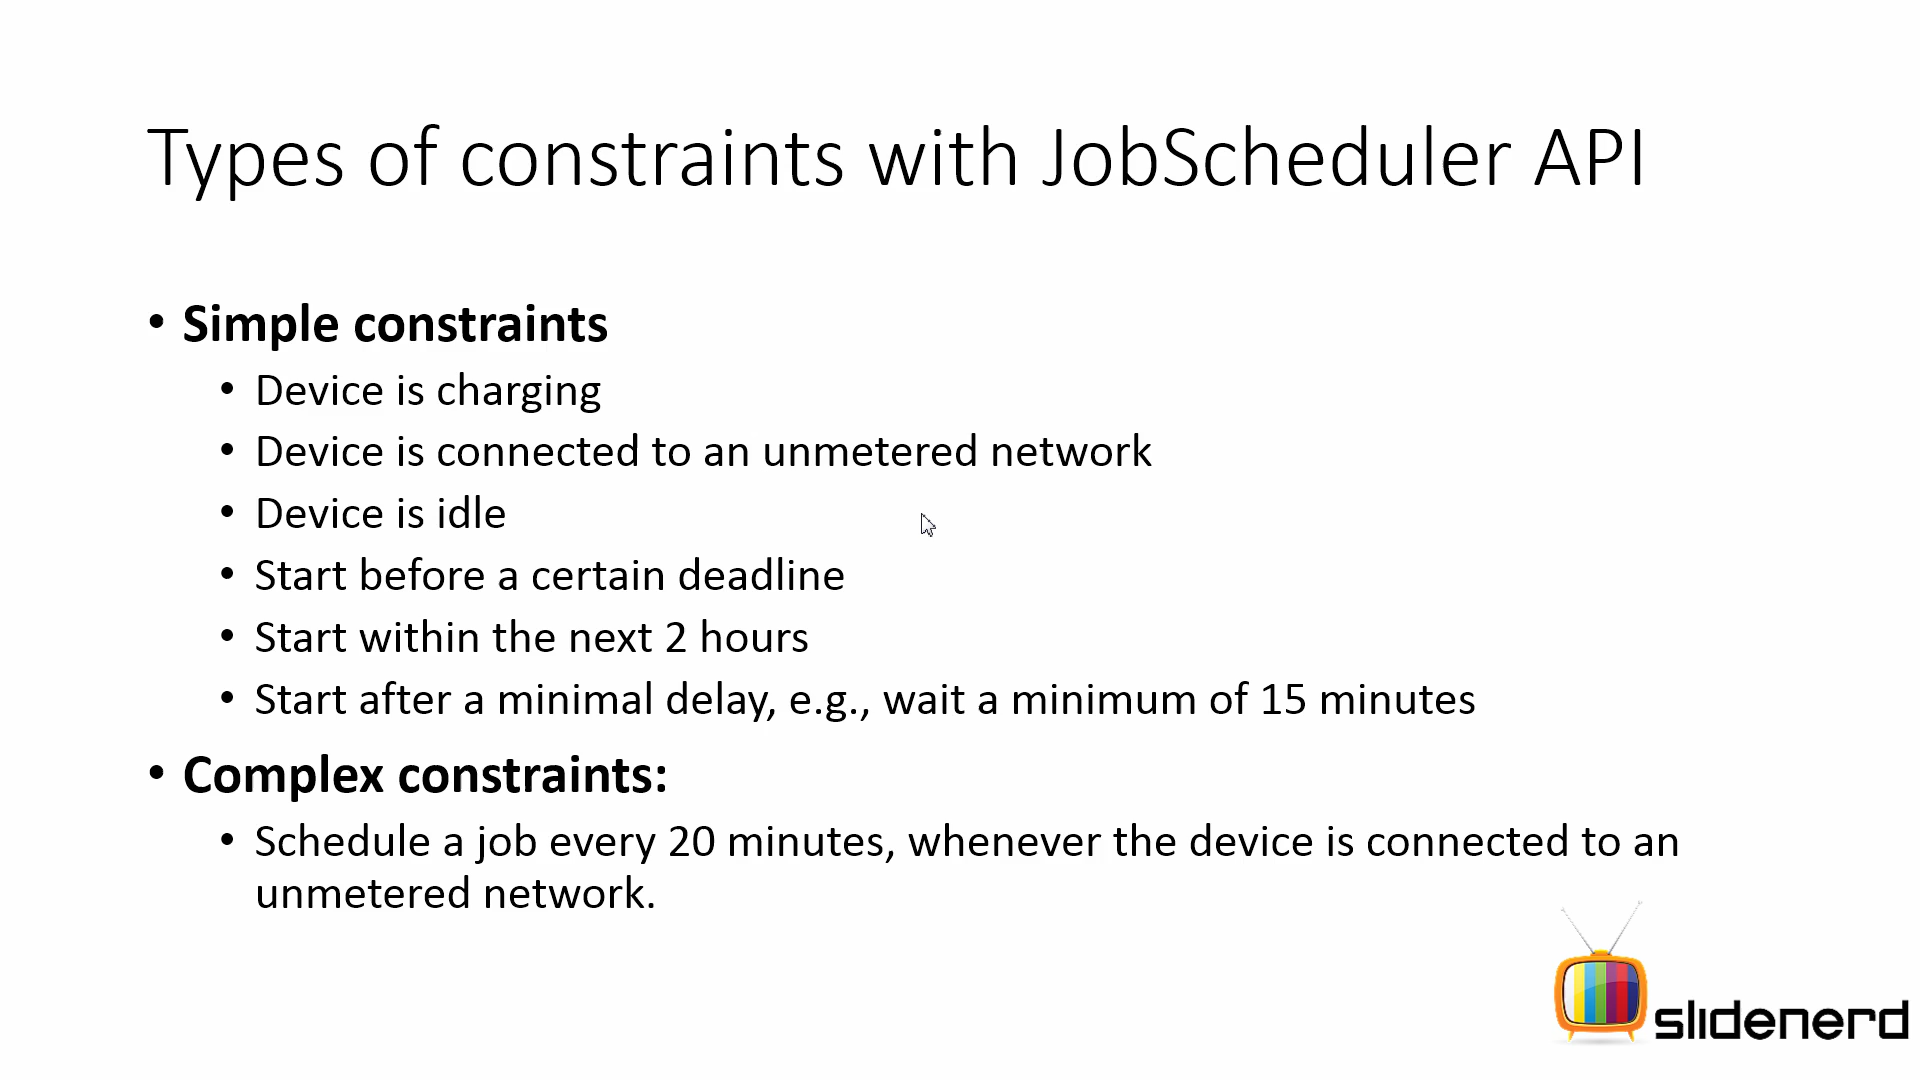 Types of constraints with JobScheduler API
• Simple constraints
• Device is charging
• Device is connected to an unmetered network
• Device is idle
• Start before a certain deadline
• Start within the next 2 hours
• Start after a minimal delay, e.g., wait a minimum of 15 minutes
• Complex constraints:
• Schedule a job every 20 minutes, whenever the device is connected to an
unmetered network.
slidenerd